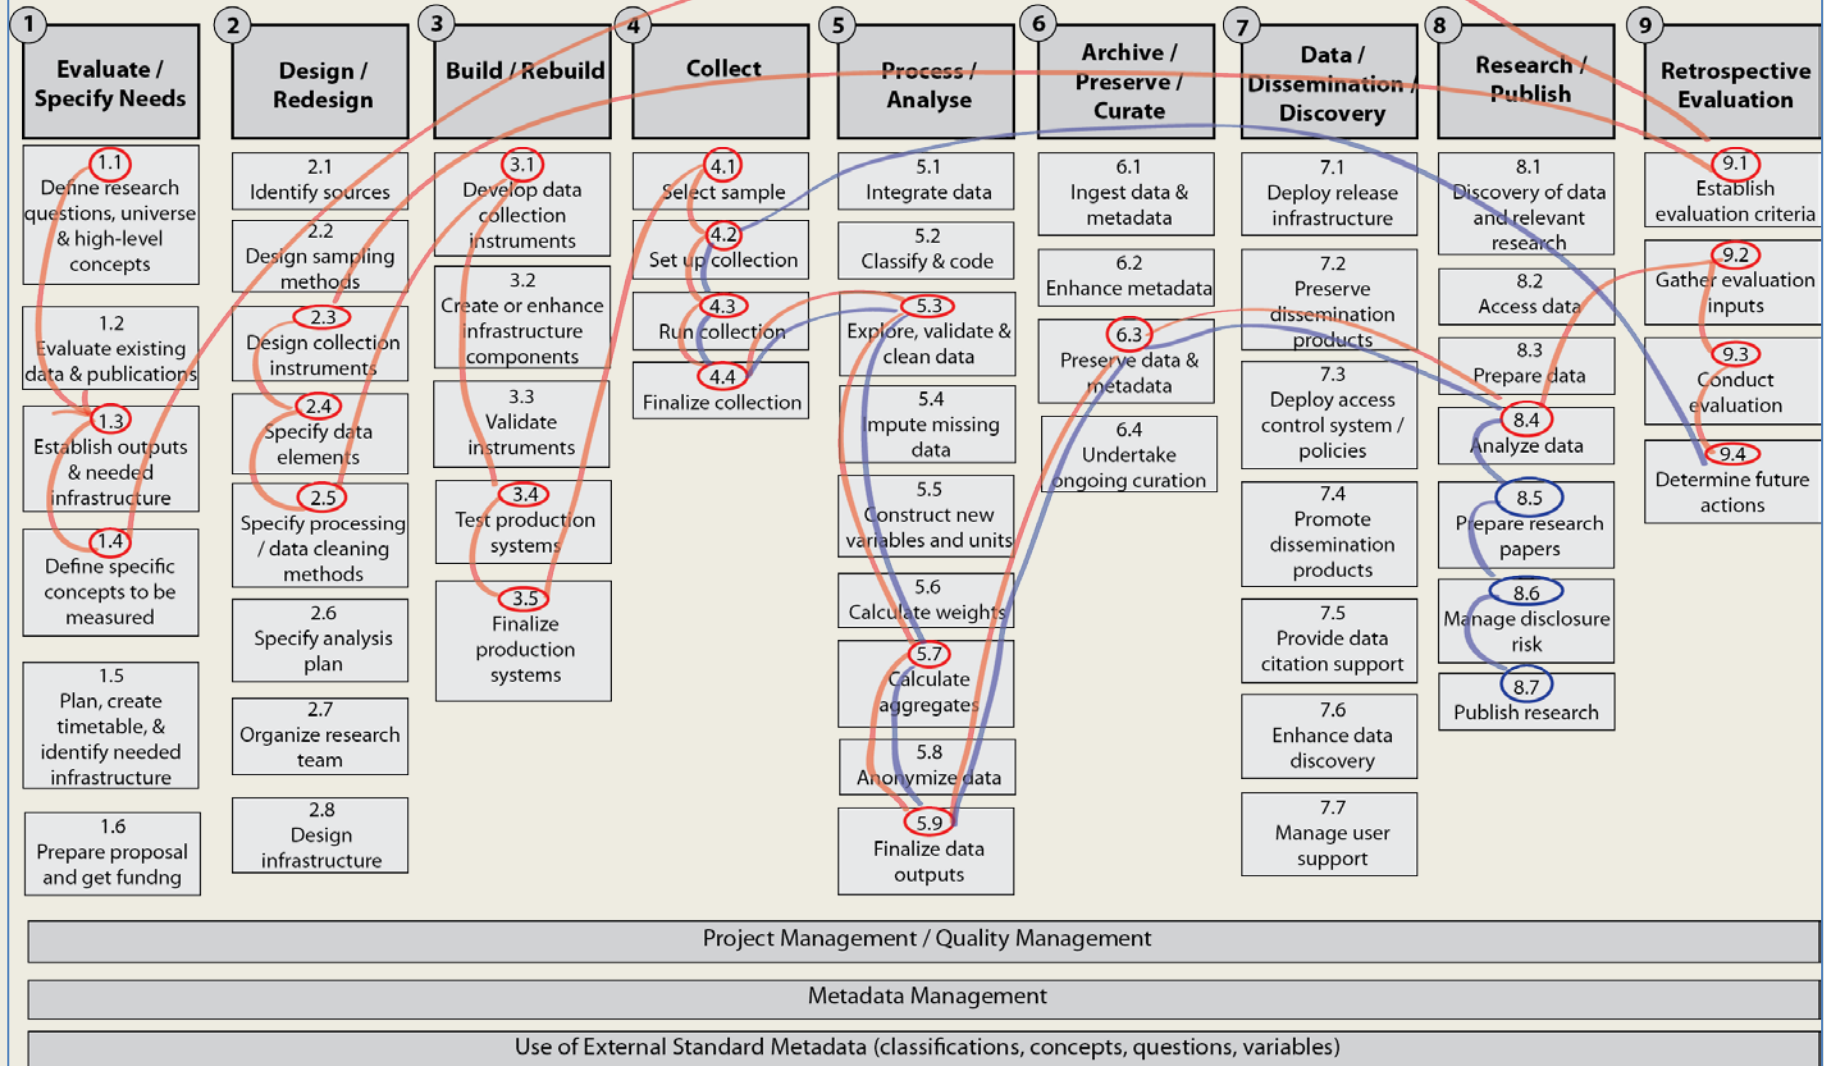 1
Evaluate /
Specify Needs
1.1
Define research
questions, universe
& high-level
concepts
1.2
Evaluate existing
data & publications
1.3
Establish outputs
& needed
infrastructure
1.4
Define specific
concepts to be
measured
1.5
Plan, create
timetable, &
identify needed
infrastructure
1.6
Prepare proposal
and get fundng
2
Design /
Redesign
2.1
Identify sources
2.2
Design sampling
methods
2.3
Design collection
instruments
2.4
Specify data
elements
2.5
Specify processing
/ data cleaning
methods
2.6
Specify analysis
plan
2.7
Organize research
team
2.8
Design
infrastructure
3
Build / Rebuild
3.1
Develop data
collection
instruments
3.2
Create or enhance
infrastructure
components
3.3
Validate
instruments
3.4
Test production
systems
3.5
Finalize
production
systems
4
Collect
4.1
Select sample
4.2
Set up collection
4.3
Run collection
4.4
Finalize collection
5
Process /
Analyse
5.1
Integrate data
5.2
Classify & code
5.3
Explore, validate &
clean data
5.4
Impute missing
data
5.5
Construct new
variables and units
5.6
Calculate weights
5.7
Calculate
aggregates
5.8
Anonymize data
5.9
Finalize data
outputs
6
Archive /
Preserve /
Curate
6.1
Ingest data &
metadata
6.2
Enhance metadata
6.3
Preserve data &
metadata
6.4
Undertake
ongoing curation
7
Data /
Dissemination /
Discovery
7.1
Deploy release
infrastructure
7.2
Preserve
dissemination
products
7.3
Deploy access
control system /
policies
7.4
Promote
dissemination
products
7.5
Provide data
citation support
7.6
Enhance data
discovery
7.7
Manage user
support
8
Research /
Publish
8.1
Discovery of data
and relevant
research
8.2
Access data
8.3
Prepare data
8.4
Analyze data
8.5
Prepare research
papers
8.6
Manage disclosure
risk
8.7
Publish research
9
Retrospective
Evaluation
9.1
Establish
evaluation criteria
9.2
Gather evaluation
inputs
9.3
Conduct
evaluation
9.4
Determine future
actions
Project Management / Quality Management
Metadata Management
Use of External Standard Metadata (classifications, concepts, questions, variables)